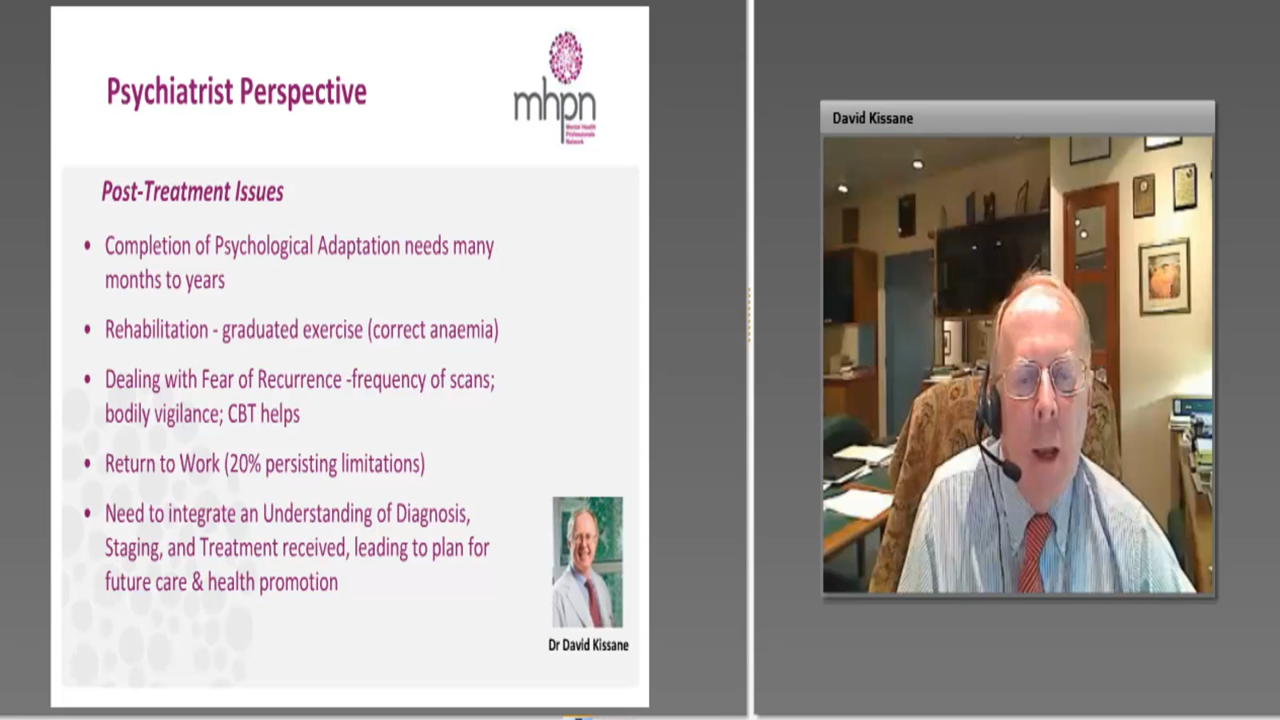 Psychiatrist Perspective
mhpn
Mental Health
Professionals
Network
Post-Treatment Issues
• Completion of Psychological Adaptation needs many
months to years
• Rehabilitation - graduated exercise (correct anaemia)
• Dealing with Fear of Recurrence -frequency of scans;
bodily vigilance; CBT helps
• Return to Work (20% persisting limitations)
• Need to integrate an Understanding of Diagnosis,
Staging, and Treatment received, leading to plan for
future care & health promotion
Dr David Kissane
David Kissane